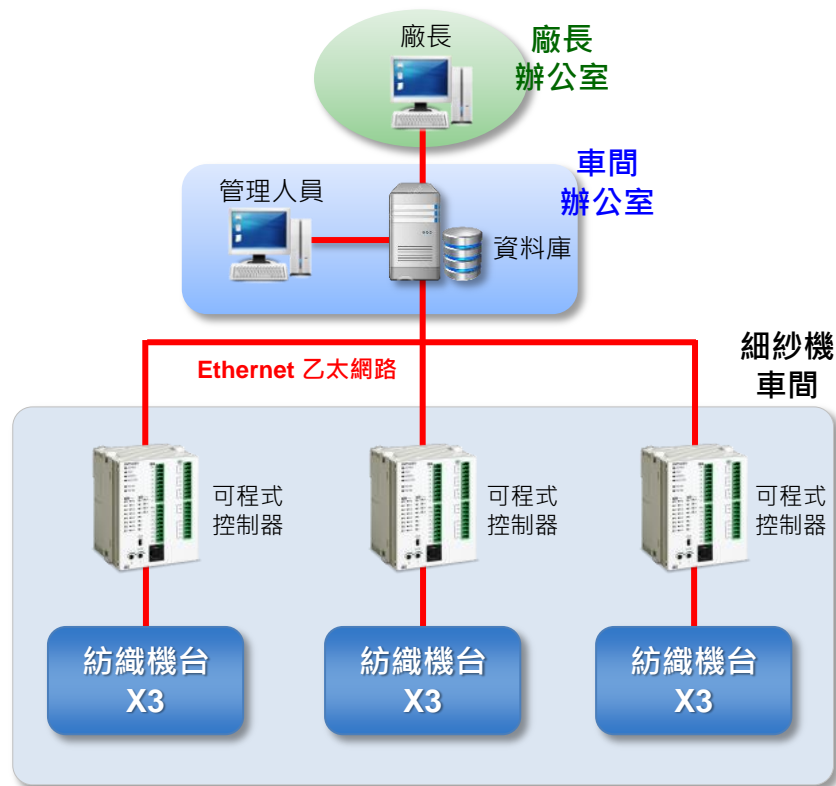 廠長
廠長
辦公室
車間
辦公室
管理人員
資料庫
細紗機
車間
Ethernet 乙太網路
可程式
控制器
可程式
控制器
可程式
控制器
紡織機台
X3
紡織機台
X3
紡織機台
X3